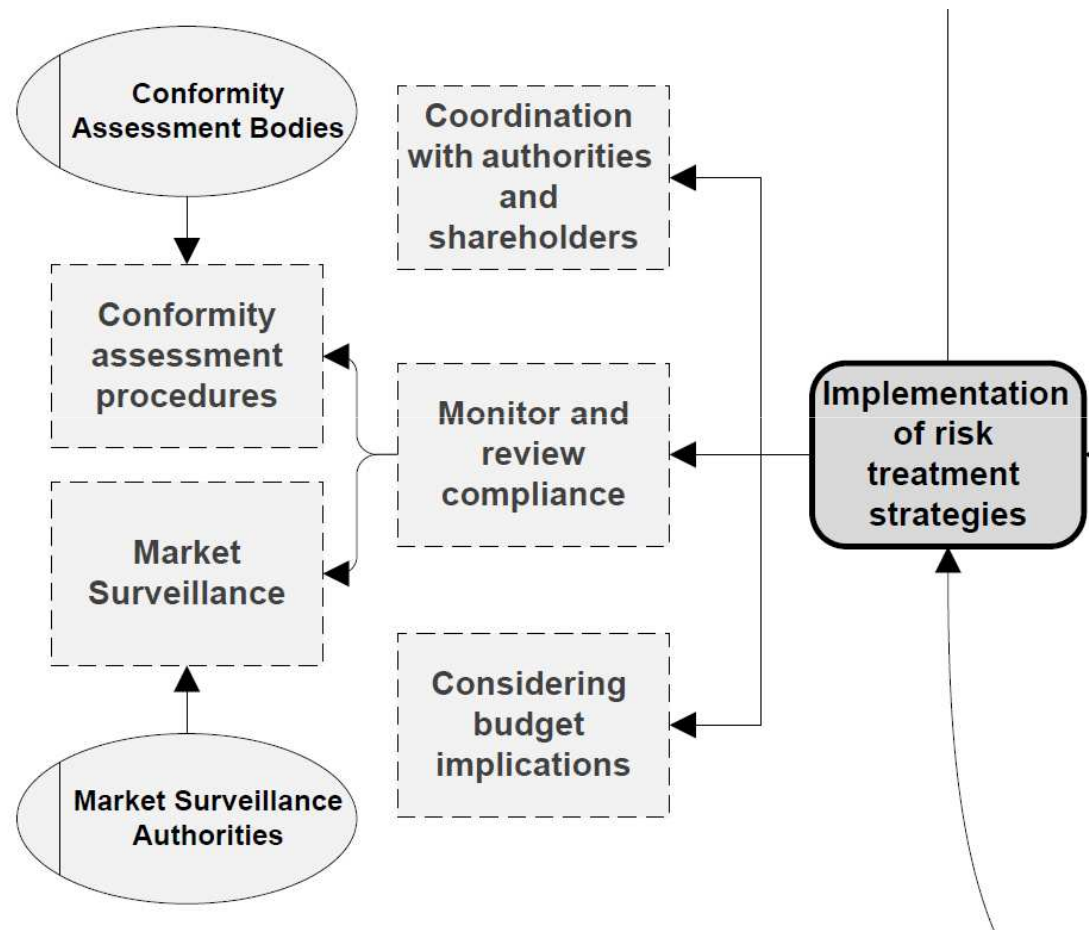 Conformity
Assessment Bodies
Coordination
with authorities
and
shareholders
Conformity
assessment
procedures
Monitor and
review
compliance
Implementation
of risk
treatment
strategies
Market
Surveillance
Considering
budget
implications
Market Surveillance
Authorities